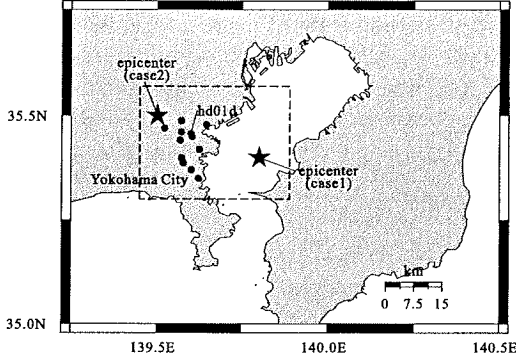 epicenter
(case2)
hd01d
35.5N
Yokohama City
epicenter
(case1)
km
0 7.5 15
35.0N
139.5E
140.0E
140.5E